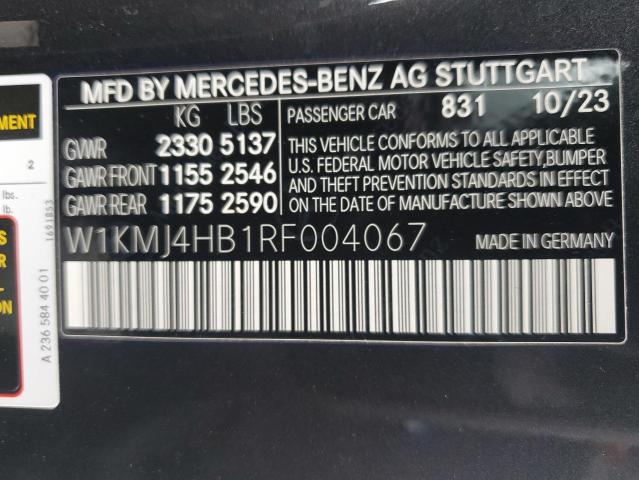 MFD BY MERCEDES-BENZ AG STUTTGART
KG LBS
GVWR 2330 5137
GAWR FRONT 1155 2546
GAWR REAR 1175 2590
PASSENGER CAR 831 10/23
THIS VEHICLE CONFORMS TO ALL APPLICABLE
U.S. FEDERAL MOTOR VEHICLE SAFETY,BUMPER
AND THEFT PREVENTION STANDARDS IN EFFECT
ON THE DATE OF MANUFACTURE SHOWN ABOVE.
W1KMJ4HB1RF004067 MADE IN GERMANY
2
lbs.
lb.
1691853
A 236 584 40 01